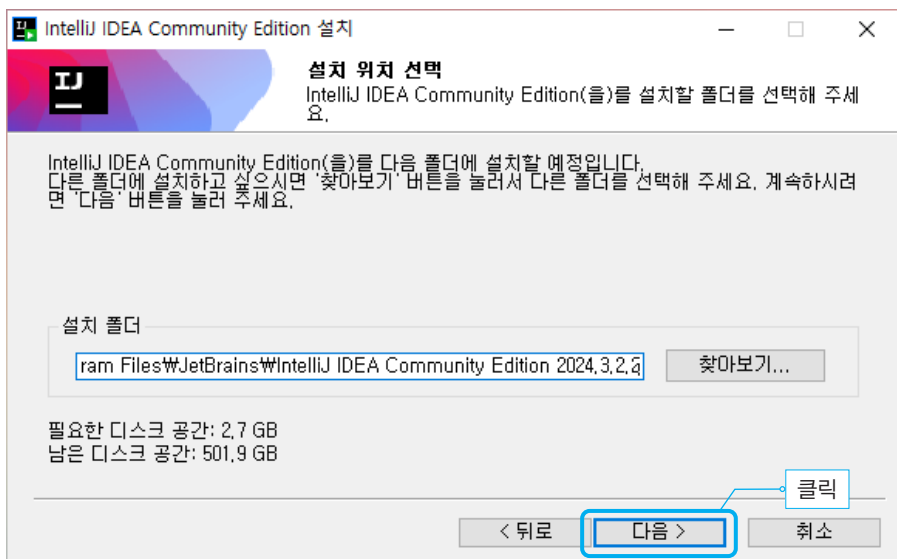 IntelliJ IDEA Community Edition 설치
IJ
설치 위치 선택
IntelliJ IDEA Community Edition(을)를 설치할 폴더를 선택해 주세
요.
IntelliJ IDEA Community Edition(을)를 다음 폴더에 설치할 예정입니다.
다른 폴더에 설치하고 싶으시면 '찾아보기' 버튼을 눌러서 다른 폴더를 선택해 주세요. 계속하시려
면 '다음' 버튼을 눌러 주세요.
설치 폴더
ram Files₩JetBrains₩IntelliJ IDEA Community Edition 2024.3.2.2
찾아보기...
필요한 디스크 공간: 2.7 GB
남은 디스크 공간: 501.9 GB
클릭
< 뒤로
다음 >
취소